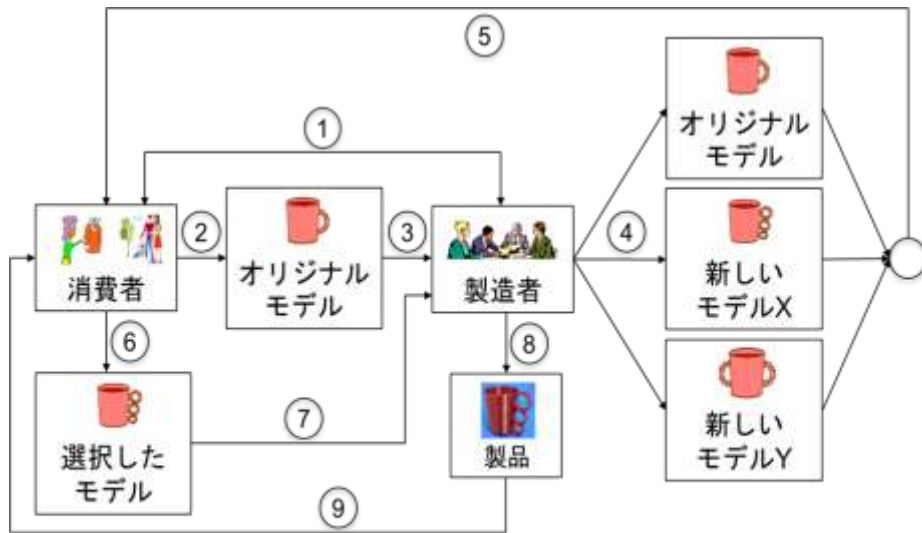 5
1
オリジナル
モデル
2
3
4
消費者
オリジナル
モデル
製造者
新しい
モデルX
6
8
7
選択した
モデル
製品
新しい
モデルY
9